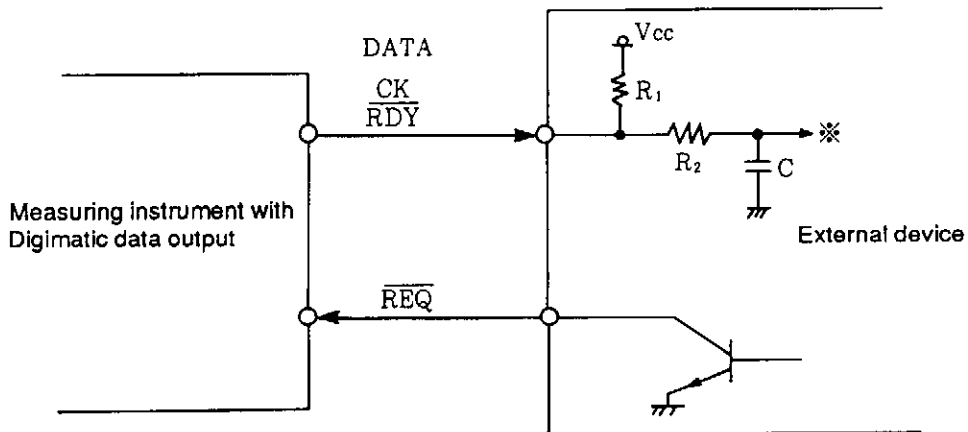 Vcc
DATA
R₁
CK
RDY
※
R₂
C
Measuring instrument with
Digimatic data output
External device
REQ